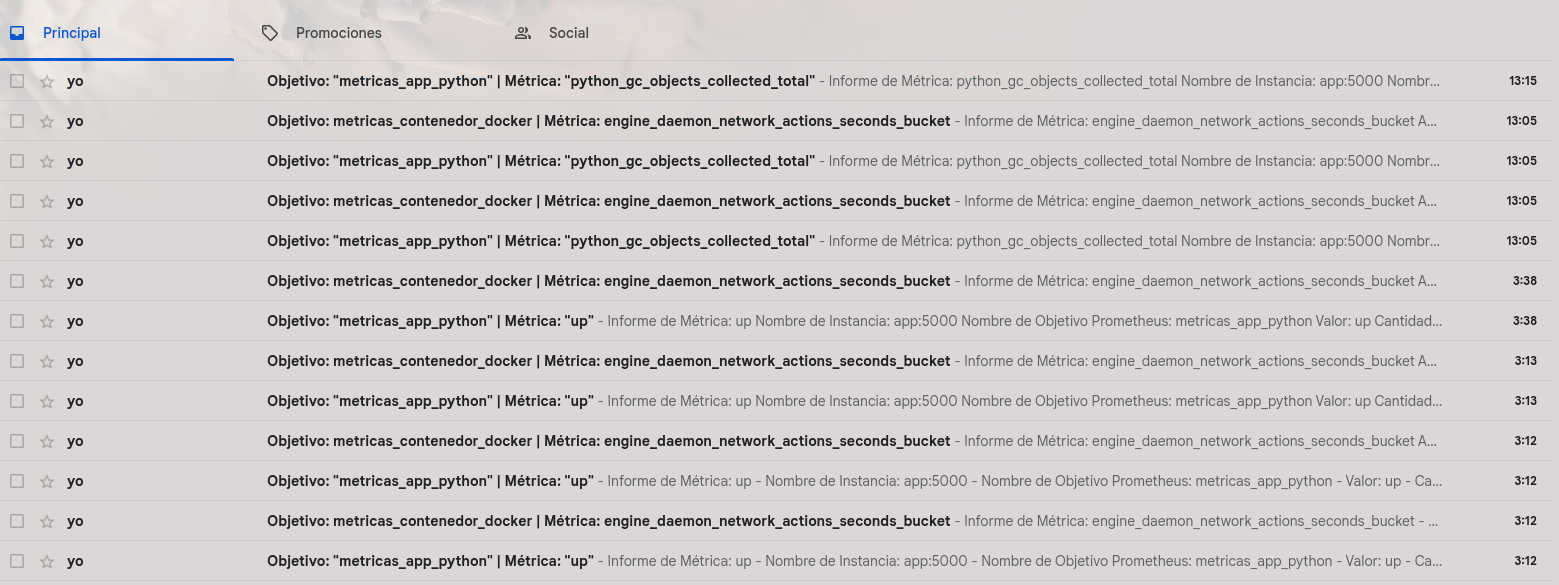 Principal Promociones Social
yo Objetivo: "metricas_app_python" | Métrica: "python_gc_objects_collected_total" - Informe de Métrica: python_gc_objects_collected_total Nombre de Instancia: app:5000 Nombr... 13:15
yo Objetivo: metricas_contenedor_docker | Métrica: engine_daemon_network_actions_seconds_bucket - Informe de Métrica: engine_daemon_network_actions_seconds_bucket A... 13:05
yo Objetivo: "metricas_app_python" | Métrica: "python_gc_objects_collected_total" - Informe de Métrica: python_gc_objects_collected_total Nombre de Instancia: app:5000 Nombr... 13:05
yo Objetivo: metricas_contenedor_docker | Métrica: engine_daemon_network_actions_seconds_bucket - Informe de Métrica: engine_daemon_network_actions_seconds_bucket A... 13:05
yo Objetivo: "metricas_app_python" | Métrica: "python_gc_objects_collected_total" - Informe de Métrica: python_gc_objects_collected_total Nombre de Instancia: app:5000 Nombr... 13:05
yo Objetivo: metricas_contenedor_docker | Métrica: engine_daemon_network_actions_seconds_bucket - Informe de Métrica: engine_daemon_network_actions_seconds_bucket A... 3:38
yo Objetivo: "metricas_app_python" | Métrica: "up" - Informe de Métrica: up Nombre de Instancia: app:5000 Nombre de Objetivo Prometheus: metricas_app_python Valor: up Cantidad... 3:38
yo Objetivo: metricas_contenedor_docker | Métrica: engine_daemon_network_actions_seconds_bucket - Informe de Métrica: engine_daemon_network_actions_seconds_bucket A... 3:13
yo Objetivo: "metricas_app_python" | Métrica: "up" - Informe de Métrica: up Nombre de Instancia: app:5000 Nombre de Objetivo Prometheus: metricas_app_python Valor: up Cantidad... 3:13
yo Objetivo: metricas_contenedor_docker | Métrica: engine_daemon_network_actions_seconds_bucket - Informe de Métrica: engine_daemon_network_actions_seconds_bucket A... 3:12
yo Objetivo: "metricas_app_python" | Métrica: "up" - Informe de Métrica: up - Nombre de Instancia: app:5000 - Nombre de Objetivo Prometheus: metricas_app_python - Valor: up - Ca... 3:12
yo Objetivo: metricas_contenedor_docker | Métrica: engine_daemon_network_actions_seconds_bucket - Informe de Métrica: engine_daemon_network_actions_seconds_bucket - ... 3:12
yo Objetivo: "metricas_app_python" | Métrica: "up" - Informe de Métrica: up - Nombre de Instancia: app:5000 - Nombre de Objetivo Prometheus: metricas_app_python - Valor: up - Ca... 3:12